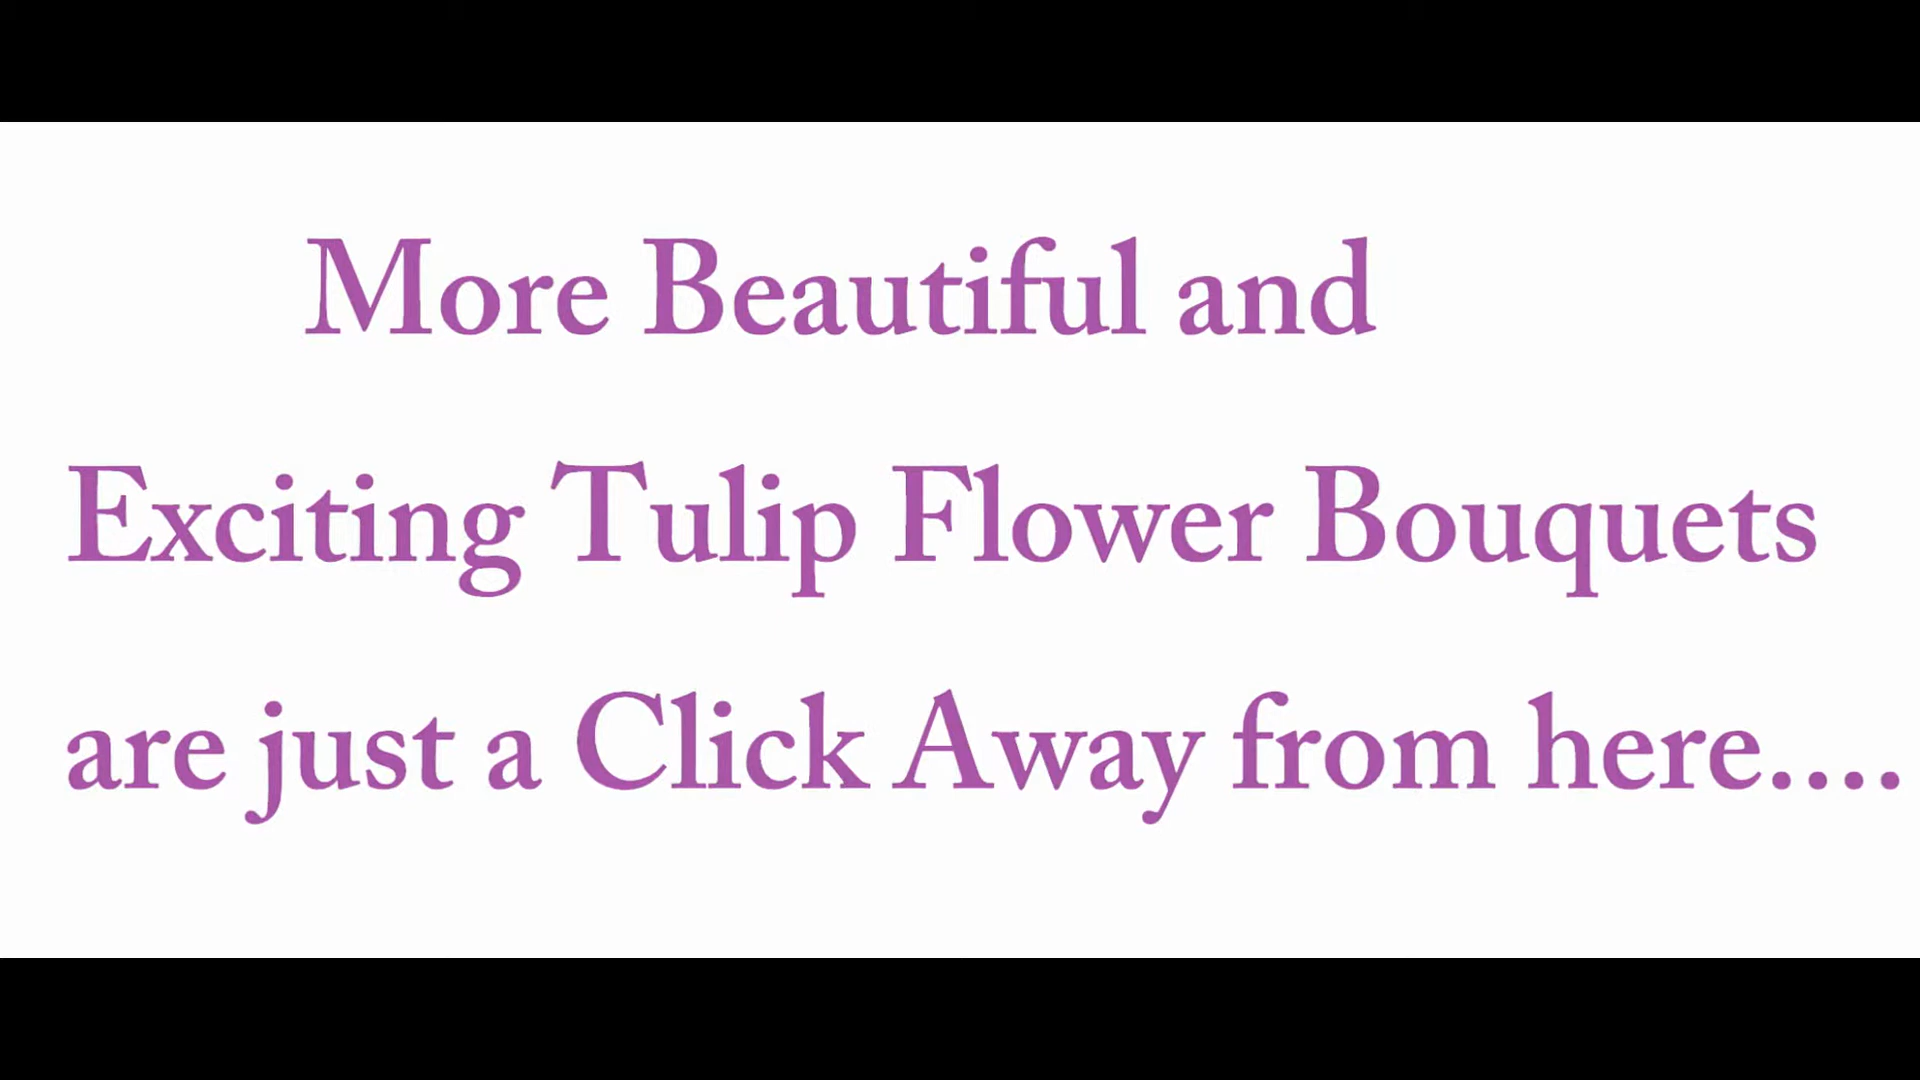 More Beautiful and
Exciting Tulip Flower Bouquets
are just a Click Away from here....